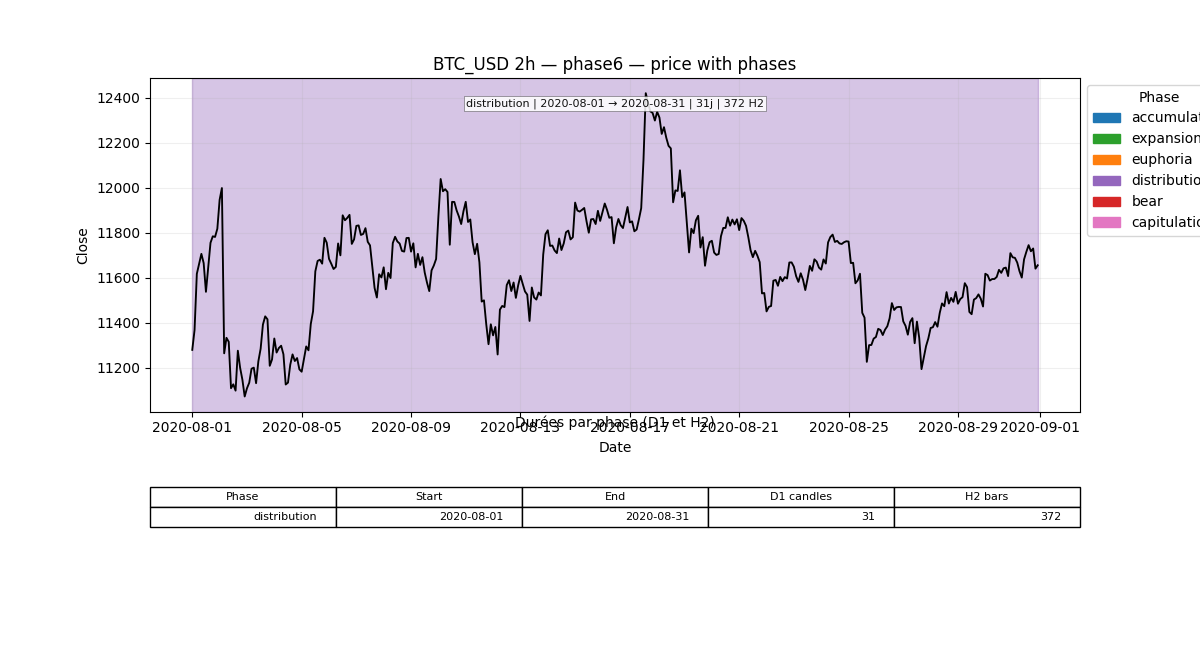 BTC_USD 2h — phase6 — price with phases
distribution | 2020-08-01 → 2020-08-31 | 31j | 372 H2
Close
12400
12200
12000
11800
11600
11400
11200
Phase
accumulat
expansion
euphoria
distributio
bear
capitulatio
2020-08-01 2020-08-05 2020-08-09 2020-08-13 2020-08-17 2020-08-21 2020-08-25 2020-08-29 2020-09-01
Durées par phase (D1 et H2)
Date
Phase Start End D1 candles H2 bars
distribution 2020-08-01 2020-08-31 31 372